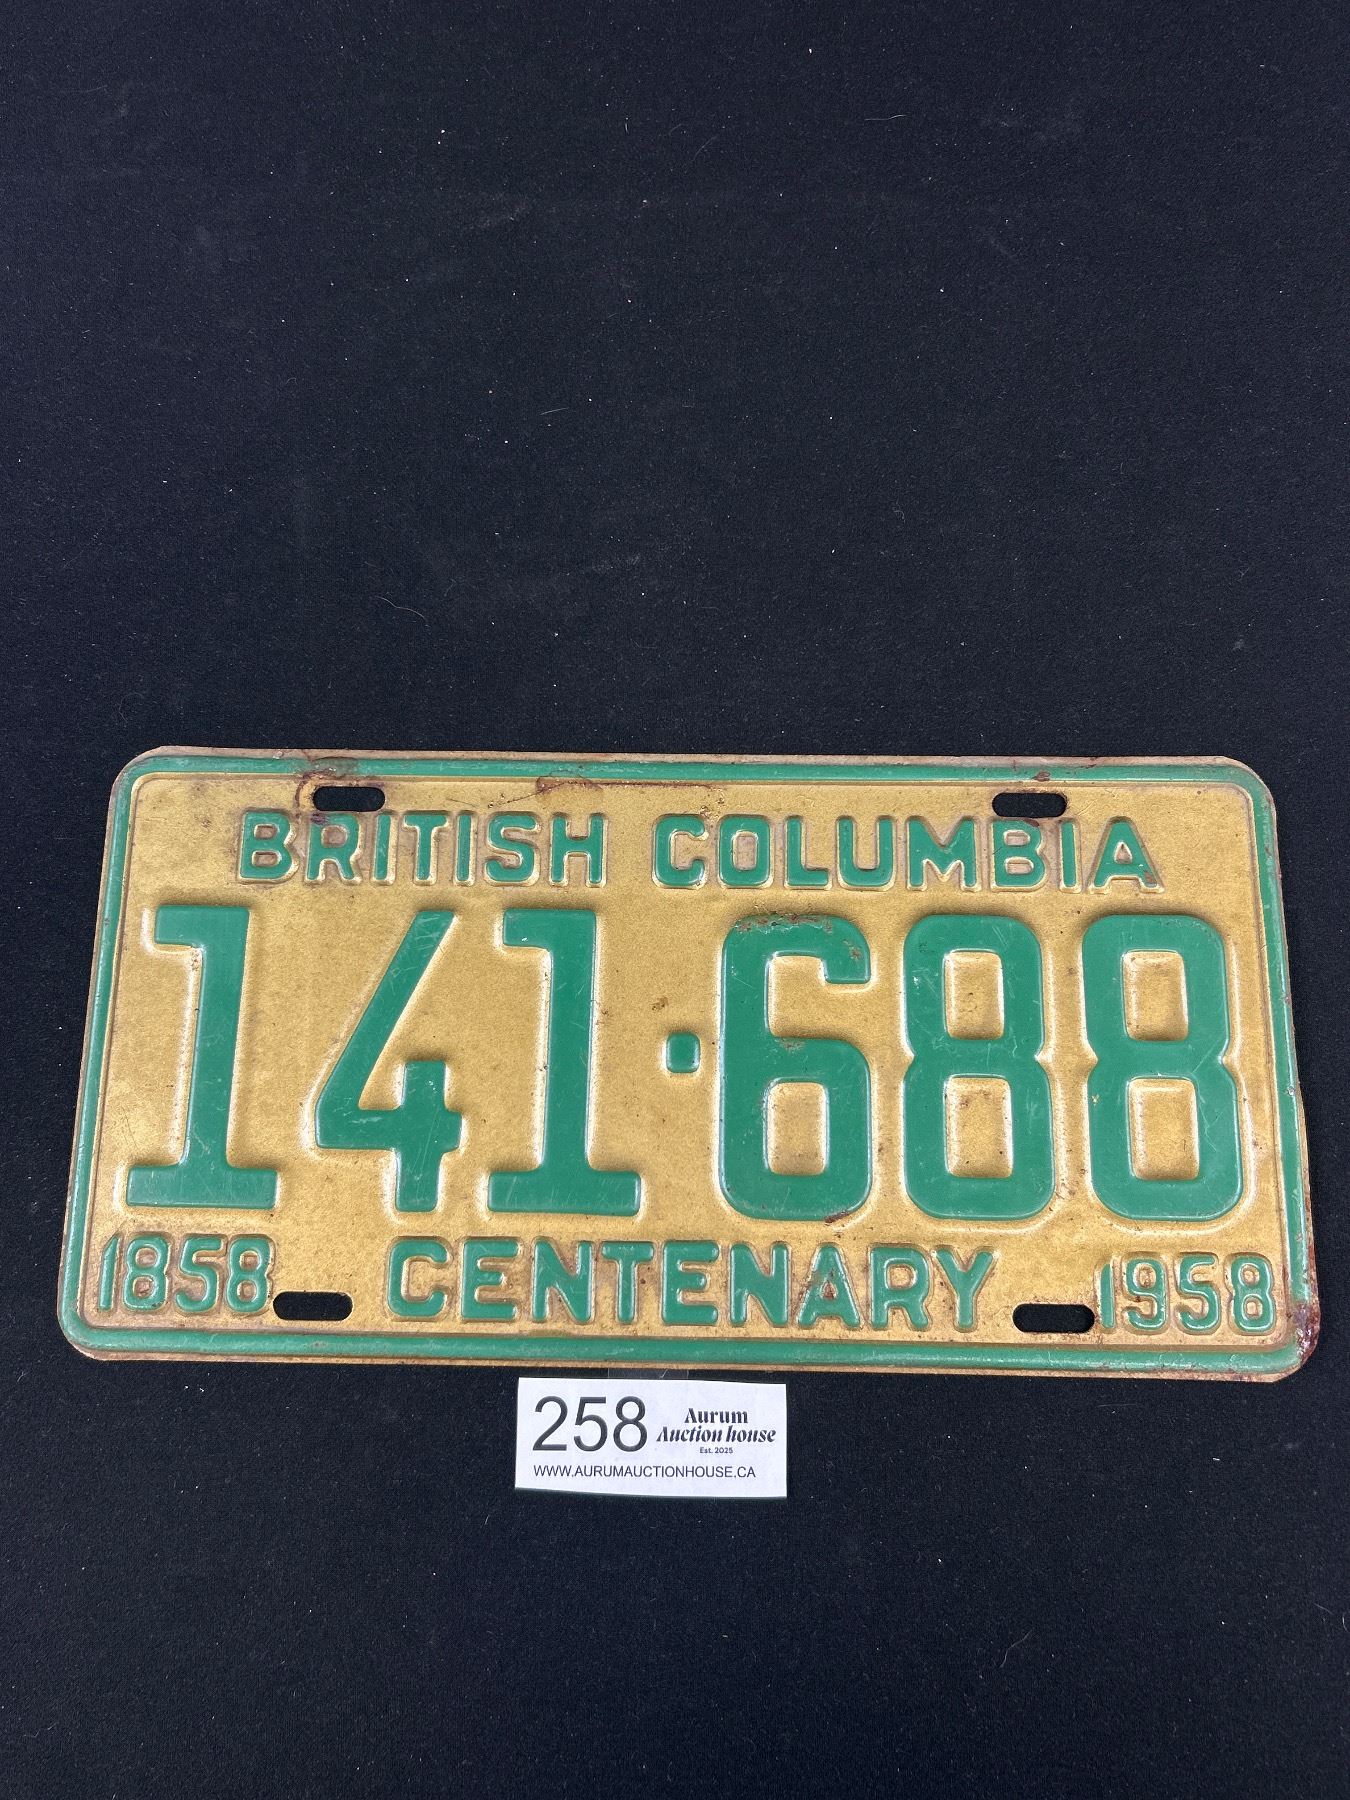 BRITISH COLUMBIA
141·688
1858 CENTENARY 1958
258 Aurum
Auction house
Est. 2025
WWW.AURUMAUCTIONHOUSE.CA